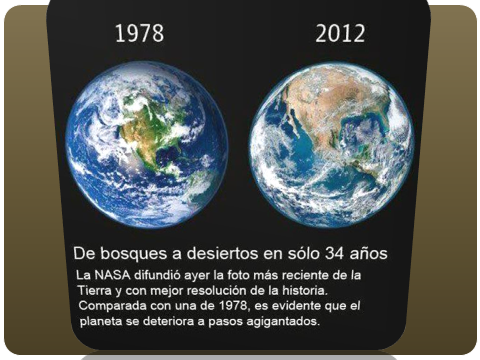 1978 2012
De bosques a desiertos en sólo 34 años
La NASA difundió ayer la foto más reciente de la
Tierra y con mejor resolución de la historia.
Comparada con una de 1978, es evidente que el
planeta se deteriora a pasos agigantados.